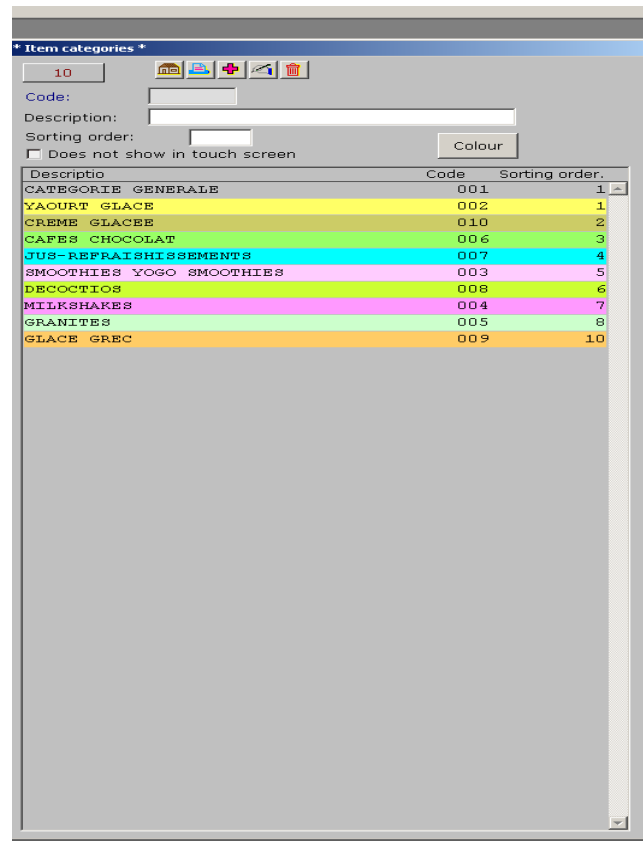 * Item categories *
10
Code:
Description:
Sorting order:
Does not show in touch screen
Colour
Descriptio Code Sorting order.
CATEGORIE GENERALE 001 1
YAOURT GLACE 002 1
CREME GLACEE 010 2
CAFES CHOCOLAT 006 3
JUS-REFRAISHISSEMENTS 007 4
SMOOTHIES YOGO SMOOTHIES 003 5
DECOCTIOS 008 6
MILKSHAKES 004 7
GRANITES 005 8
GLACE GREC 009 10